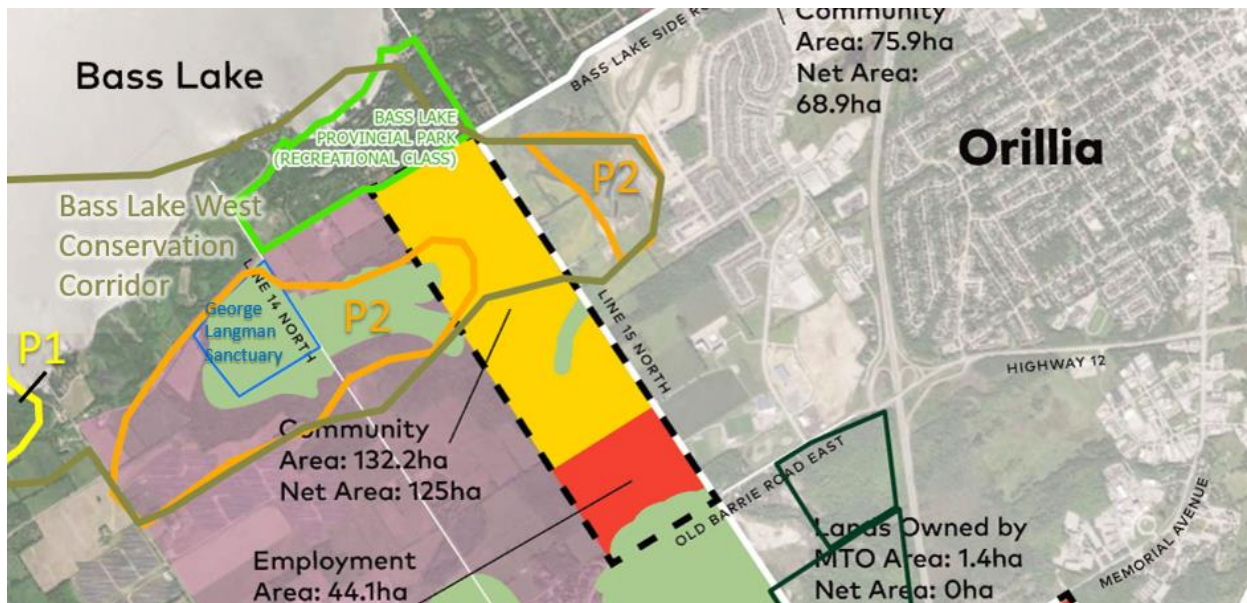 Community
Area: 75.9ha
Net Area:
68.9ha
BASS LAKE SIDE RO
Bass Lake
BASS LAKE
PROVINCIAL PARK
(RECREATIONAL CLASS)
Orillia
P2
Bass Lake West
Conservation
Corridor
LINE 14 NORTH
George
Langman
Sanctuary
P2
LINE 15 NORTH
P1
HIGHWAY 12
Community
Area: 132.2ha
Net Area: 125ha
OLD BARRIE ROAD EAST
Lands Owned by
MTO Area: 1.4ha
Net Area: 0ha
MEMORIAL AVENUE
Employment
Area: 44.1ha